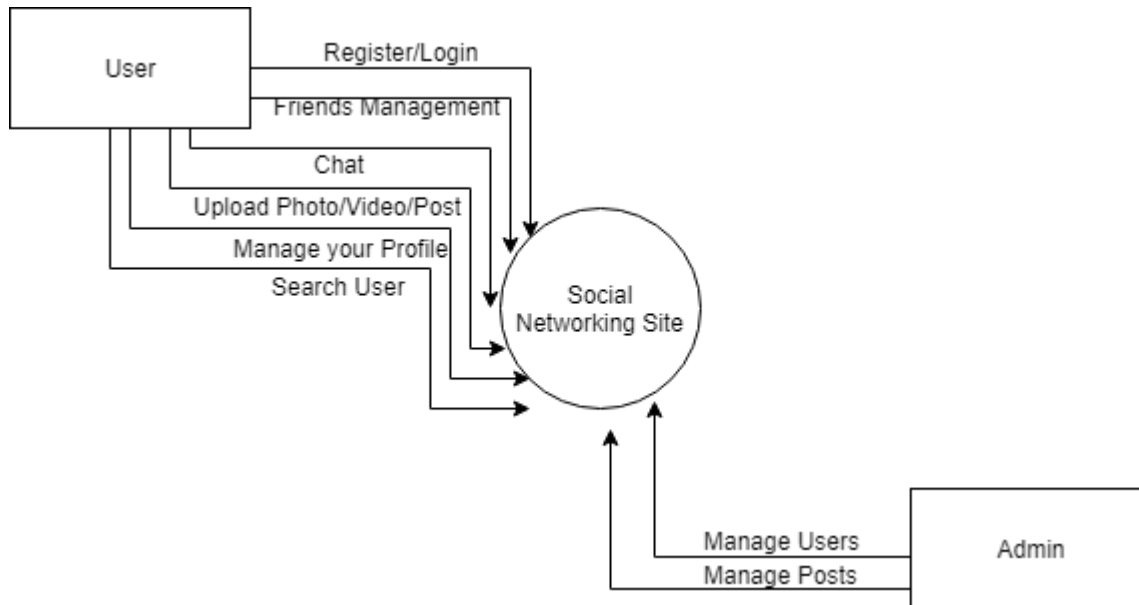 User
Register/Login
Friends Management
Chat
Upload Photo/Video/Post
Manage your Profile
Search User
Social
Networking Site
Manage Users
Admin
Manage Posts